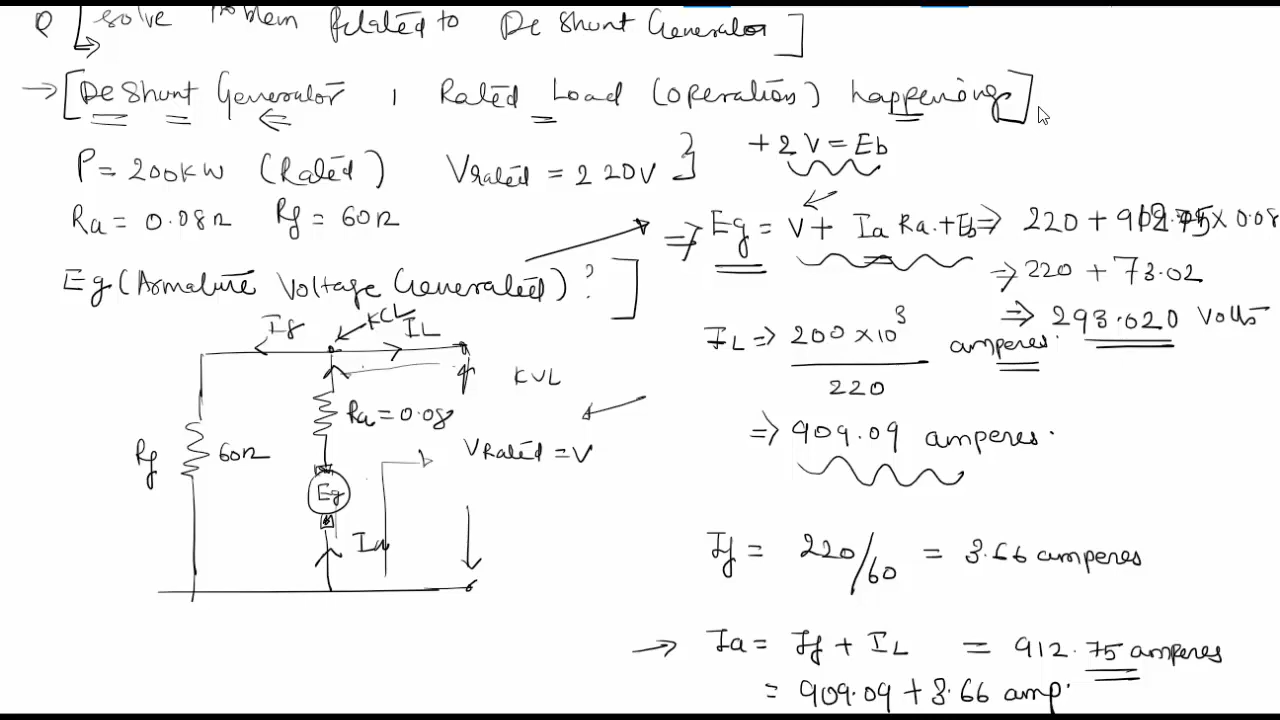 Q [solve Problem Related to Dc Shunt Generator]
→ [Dc Shunt Generator, Rated Load (operation) happening]
P = 200KW (Rated) Vrated = 220V }
Ra = 0.08Ω Rf = 60Ω
Eg (Armature Voltage Generated)? ]
+2V = Eb
⇒ Eg = V + Ia Ra + Eb ⇒ 220 + 912.75 × 0.08
⇒ 220 + 73.02
⇒ 293.020 Volts
IL ⇒ 200 × 10³ / 220 amperes.
⇒ 909.09 amperes.
If = 220/60 = 3.66 amperes
→ Ia = If + IL = 912.75 amperes
= 909.09 + 3.66 amp.
If KCL IL
KVL
Ra = 0.08
Rf 60Ω
Vrated = V
Eg
Ia